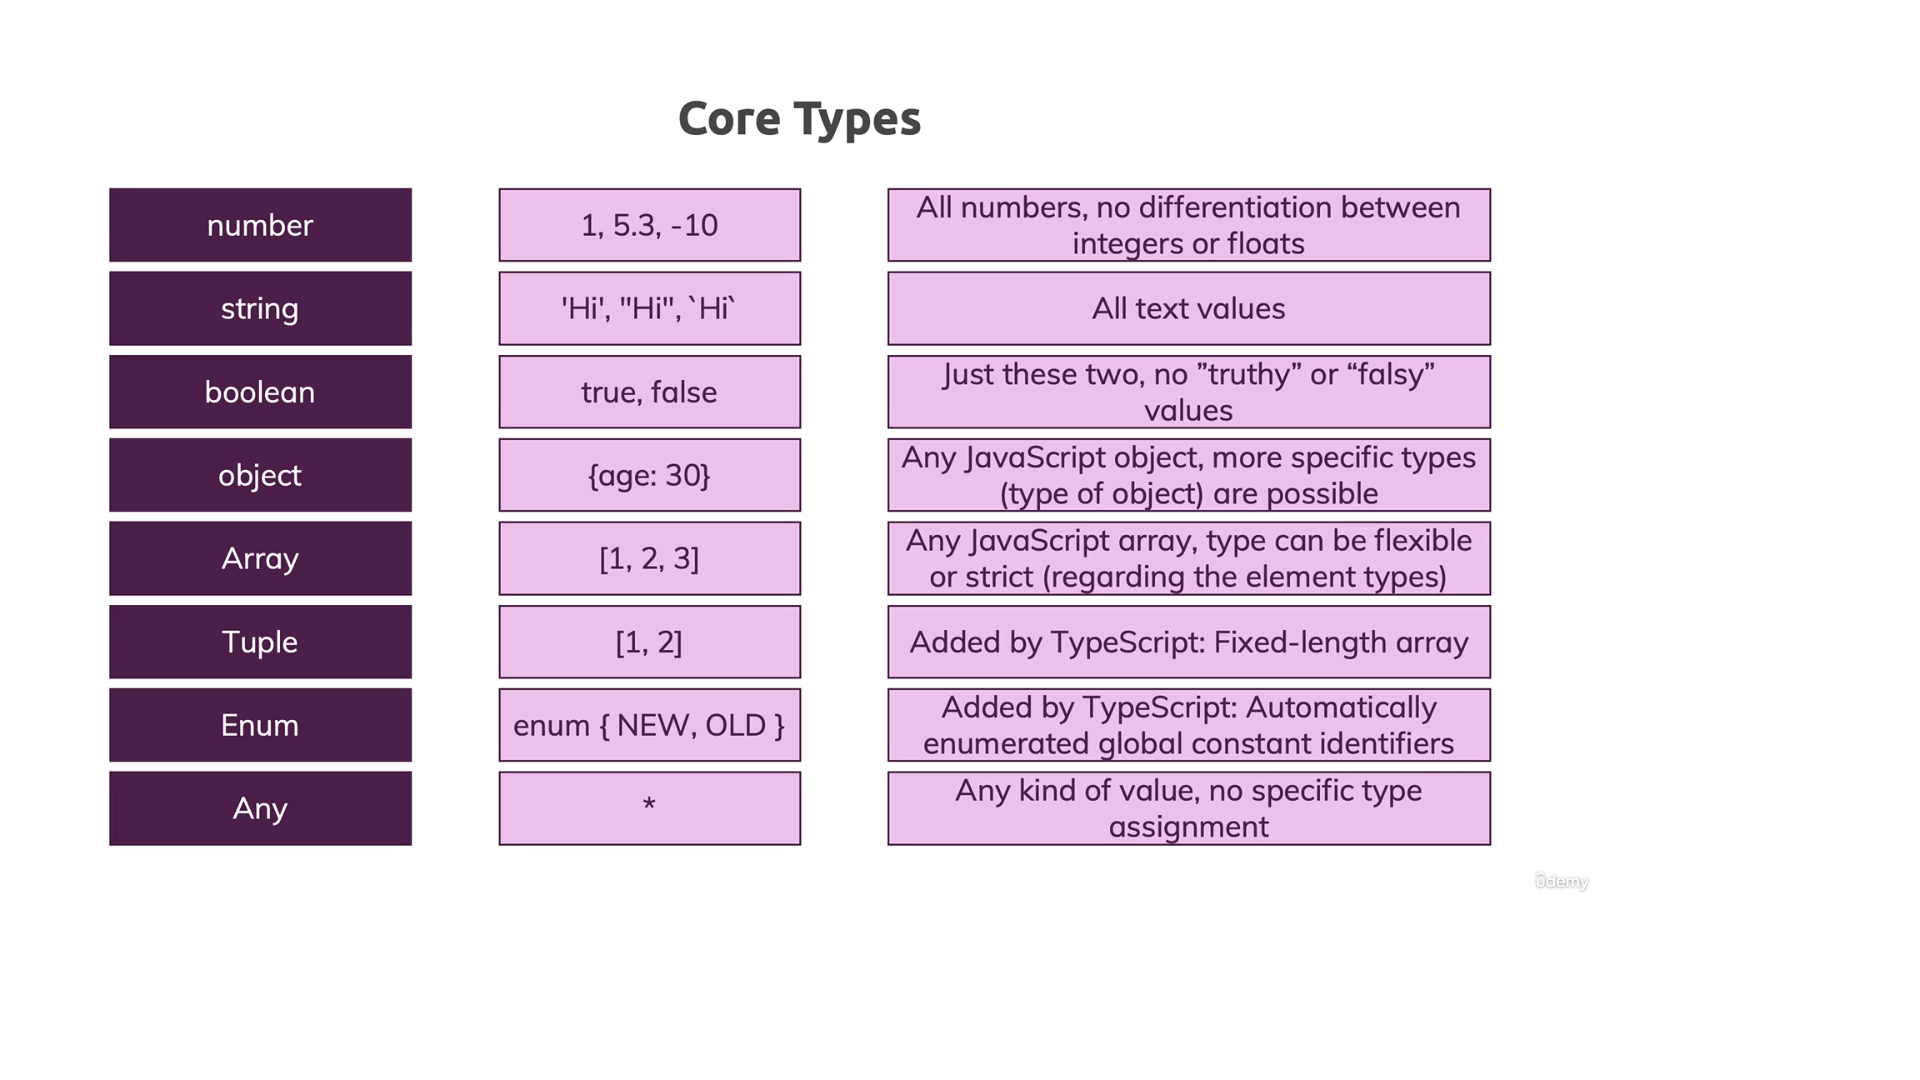 Core Types
number
1, 5.3, -10
All numbers, no differentiation between
integers or floats
string
'Hi', "Hi", `Hi`
All text values
boolean
true, false
Just these two, no ”truthy” or “falsy”
values
object
{age: 30}
Any JavaScript object, more specific types
(type of object) are possible
Array
[1, 2, 3]
Any JavaScript array, type can be flexible
or strict (regarding the element types)
Tuple
[1, 2]
Added by TypeScript: Fixed-length array
Enum
enum { NEW, OLD }
Added by TypeScript: Automatically
enumerated global constant identifiers
Any
*
Any kind of value, no specific type
assignment
ûdemy